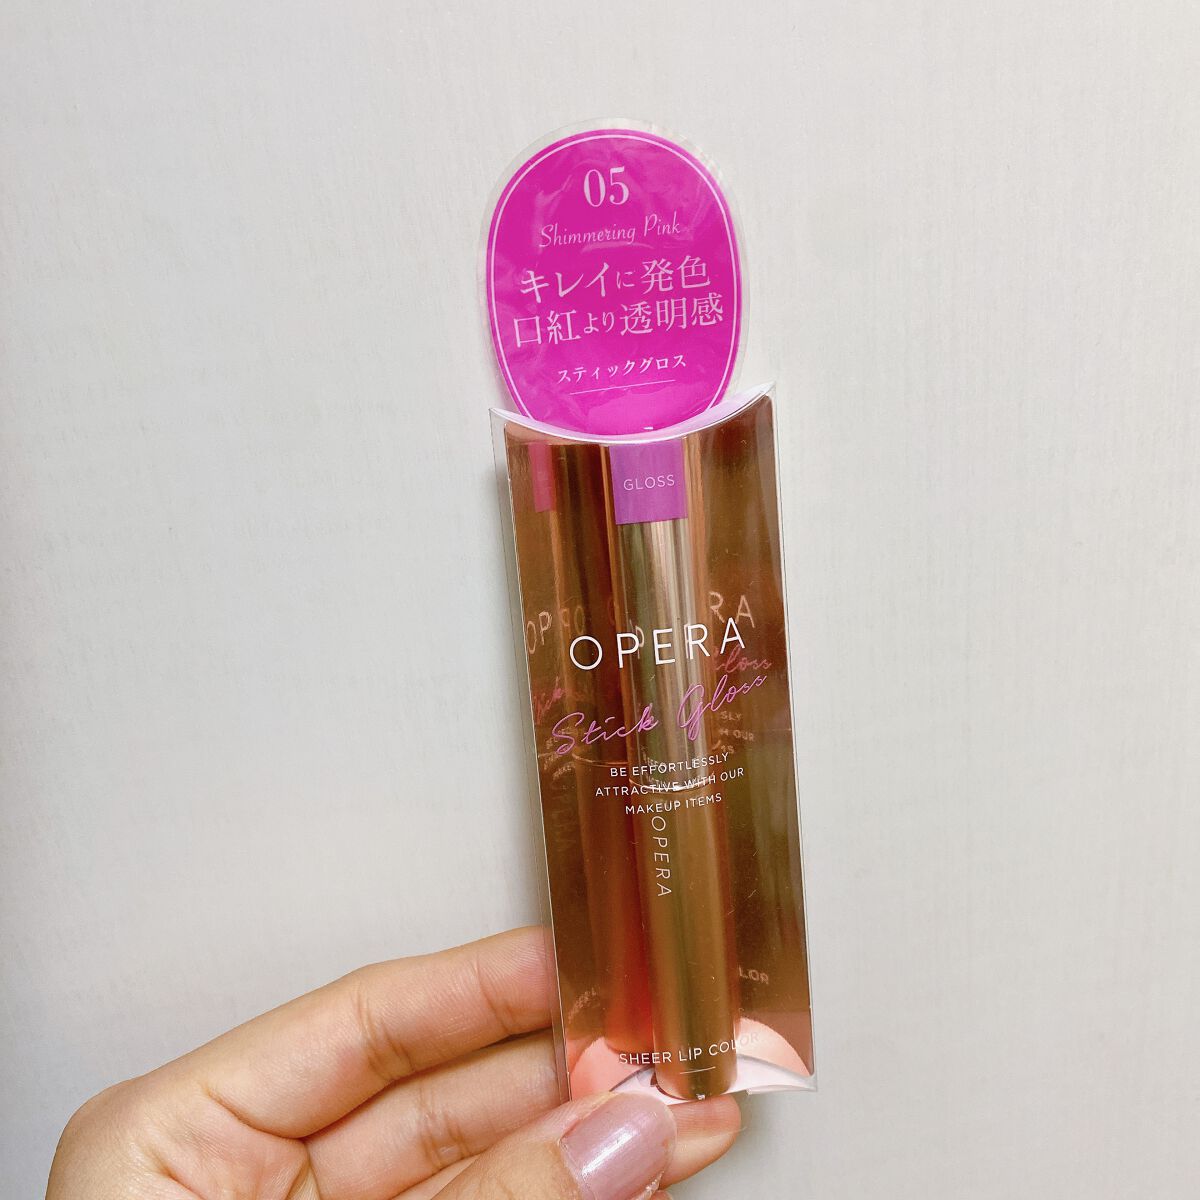 05
Shimmering Pink
キレイに発色
口紅より透明感
スティックグロス
GLOSS
OPERA
Stick Gloss
BE EFFORTLESSLY
ATTRACTIVE WITH OUR
MAKEUP ITEMS
OPERA
SHEER LIP COLOR